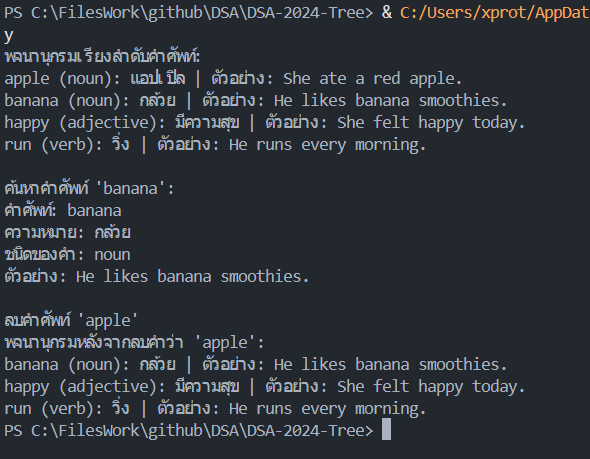 PS C:\FilesWork\github\DSA\DSA-2024-Tree> & C:/Users/xprot/AppDat
y
พจนานุกรมเรียงลำดับคำศัพท์:
apple (noun): แอปเปิล | ตัวอย่าง: She ate a red apple.
banana (noun): กล้วย | ตัวอย่าง: He likes banana smoothies.
happy (adjective): มีความสุข | ตัวอย่าง: She felt happy today.
run (verb): วิ่ง | ตัวอย่าง: He runs every morning.
ค้นหาคำศัพท์ 'banana':
คำศัพท์: banana
ความหมาย: กล้วย
ชนิดของคำ: noun
ตัวอย่าง: He likes banana smoothies.
ลบคำศัพท์ 'apple'
พจนานุกรมหลังจากลบคำว่า 'apple':
banana (noun): กล้วย | ตัวอย่าง: He likes banana smoothies.
happy (adjective): มีความสุข | ตัวอย่าง: She felt happy today.
run (verb): วิ่ง | ตัวอย่าง: He runs every morning.
PS C:\FilesWork\github\DSA\DSA-2024-Tree>